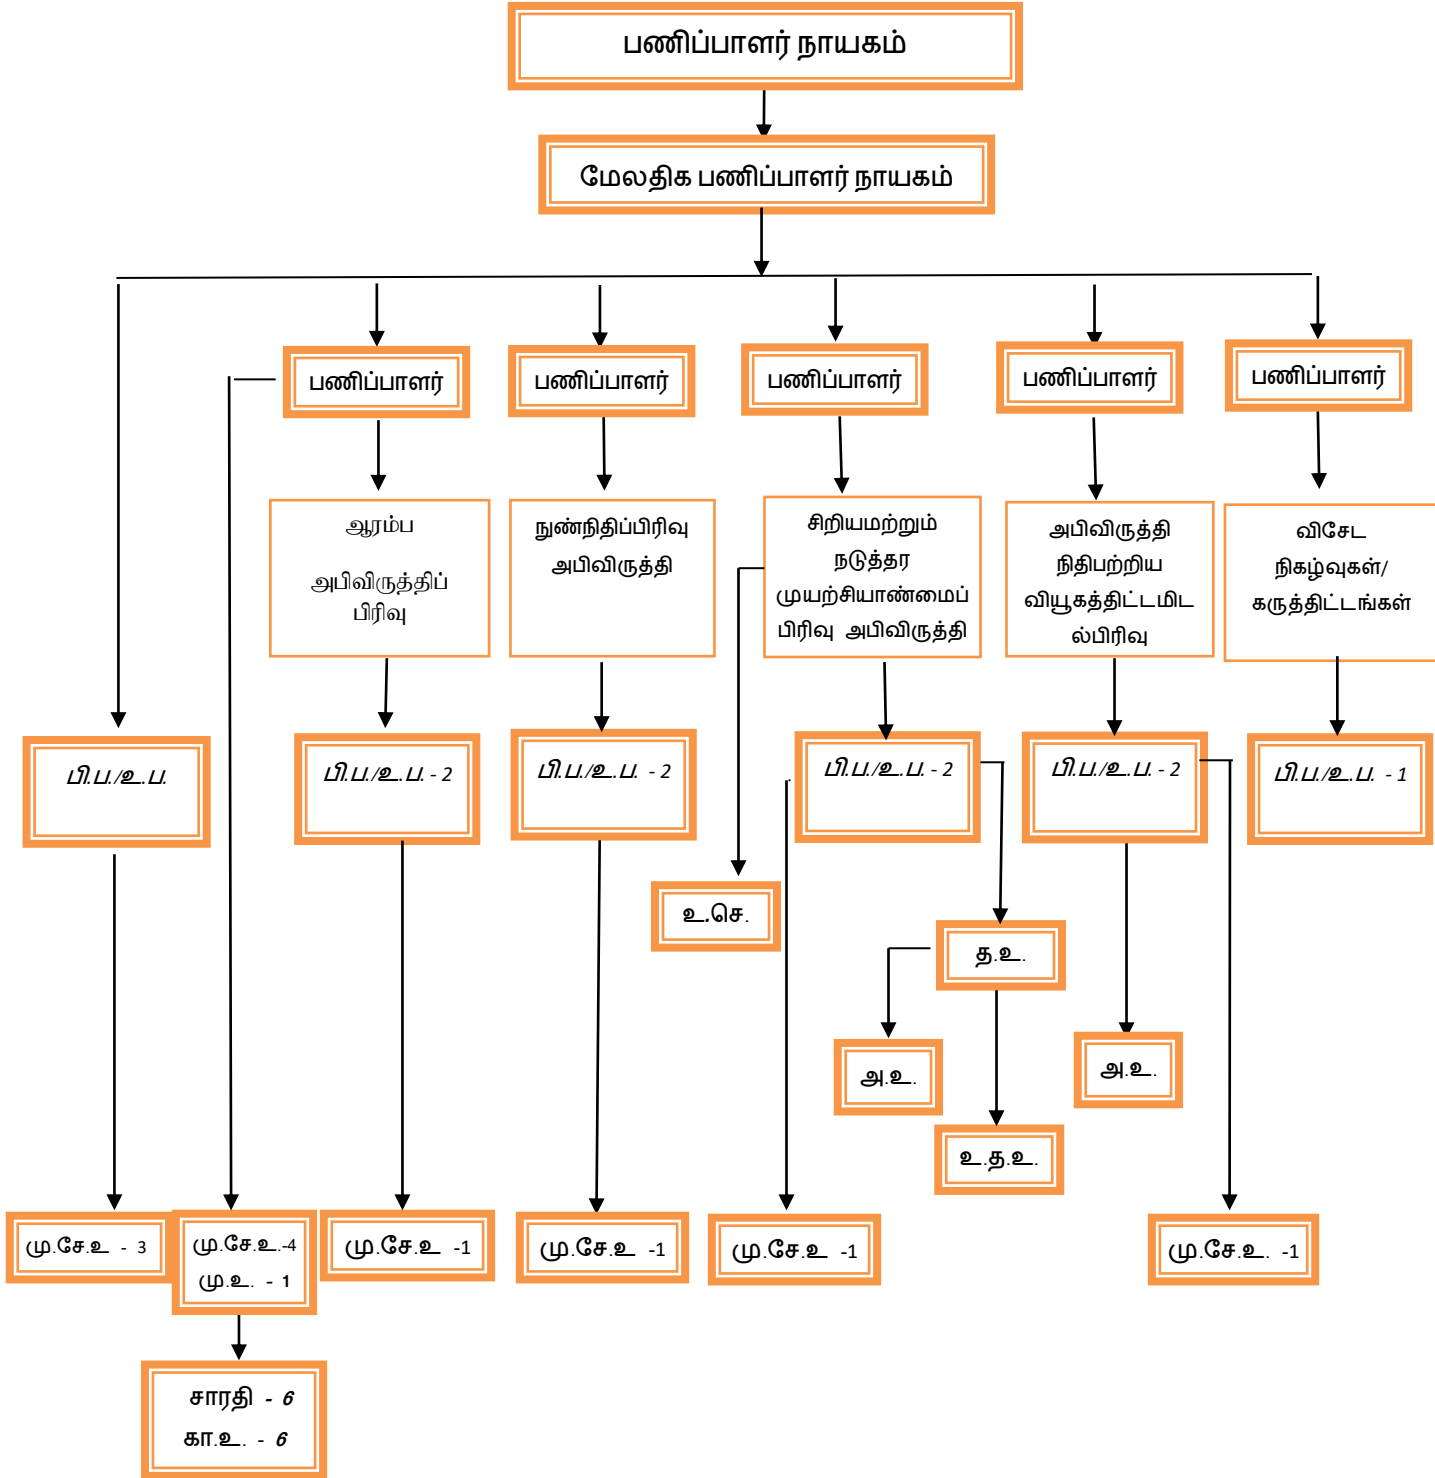 பணிப்பாளர் நாயகம்
மேலதிக பணிப்பாளர் நாயகம்
பணிப்பாளர்
பணிப்பாளர்
பணிப்பாளர்
பணிப்பாளர்
பணிப்பாளர்
ஆரம்ப
அபிவிருத்திப்
பிரிவு
நுண்நிதிப்பிரிவு
அபிவிருத்தி
சிறியமற்றும்
நடுத்தர
முயற்சியாண்மைப்
பிரிவு அபிவிருத்தி
அபிவிருத்தி
நிதிபற்றிய
வியூகத்திட்டமிட
ல்பிரிவு
விசேட
நிகழ்வுகள்/
கருத்திட்டங்கள்
பி.ப./உ.ப.
பி.ப./உ.ப. - 2
பி.ப./உ.ப. - 2
பி.ப./உ.ப. - 2
பி.ப./உ.ப. - 2
பி.ப./உ.ப. - 1
உ.செ.
த.உ.
அ.உ.
அ.உ.
உ.த.உ.
மு.சே.உ - 3
மு.சே.உ.-4
மு.உ. - 1
மு.சே.உ -1
மு.சே.உ -1
மு.சே.உ -1
மு.சே.உ. -1
சாரதி - 6
கா.உ. - 6